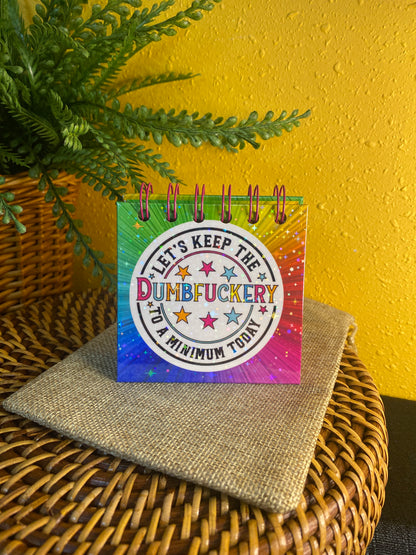 LET'S KEEP THE
DUMBFUCKERY
TO A MINIMUM TODAY